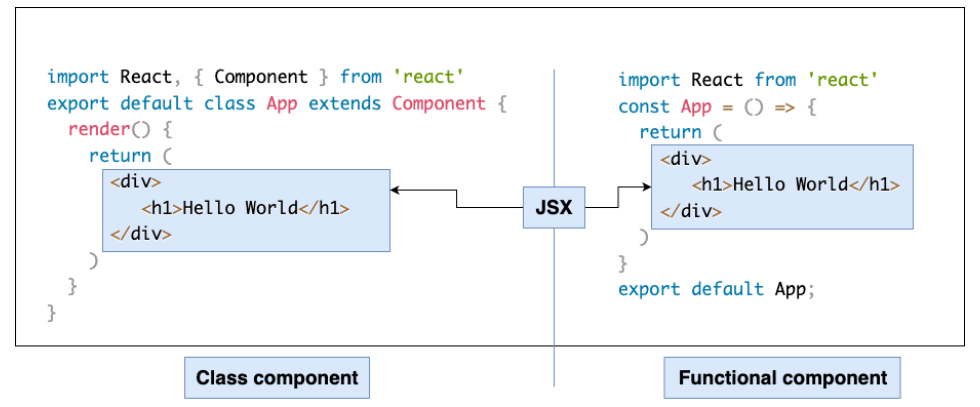 import React, { Component } from 'react'
export default class App extends Component {
render() {
return (
<div>
<h1>Hello World</h1>
</div>
)
}
}
JSX
import React from 'react'
const App = () => {
return (
<div>
<h1>Hello World</h1>
</div>
)
}
export default App;
Class component
Functional component